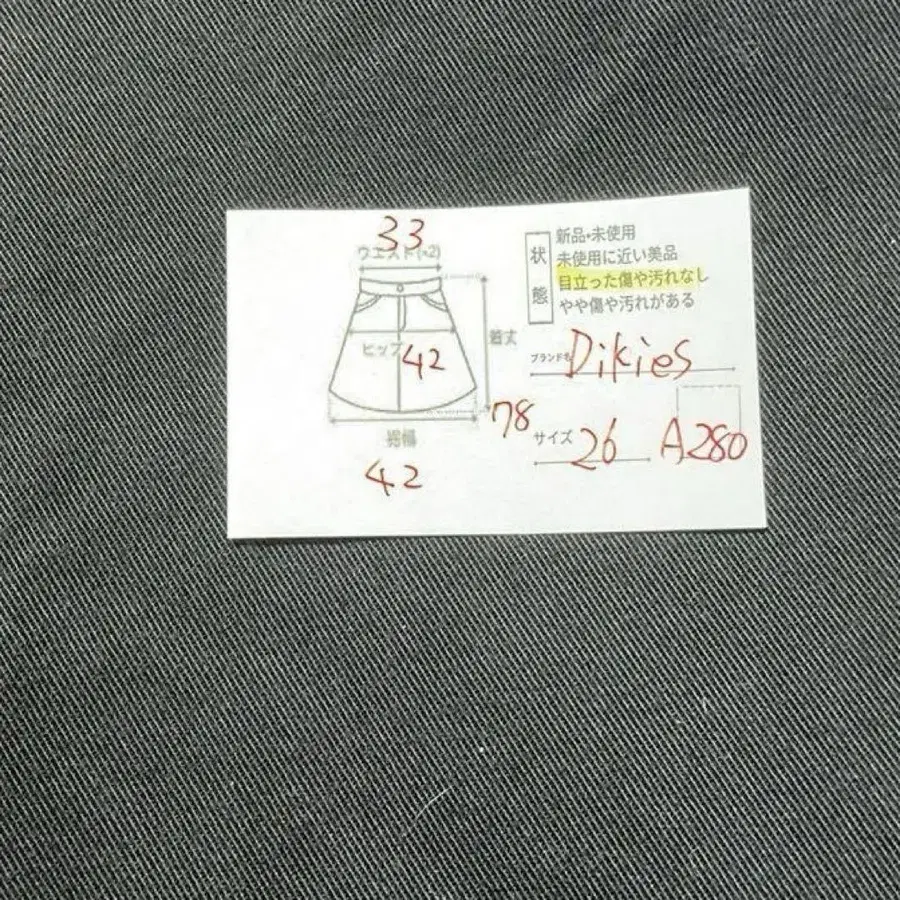 33
ウエスト(×2)
ヒップ
42
着丈
78
裾幅
42
状態
新品・未使用
未使用に近い美品
目立った傷や汚れなし
やや傷や汚れがある
ブランド名 Dikies
サイズ 26 A280